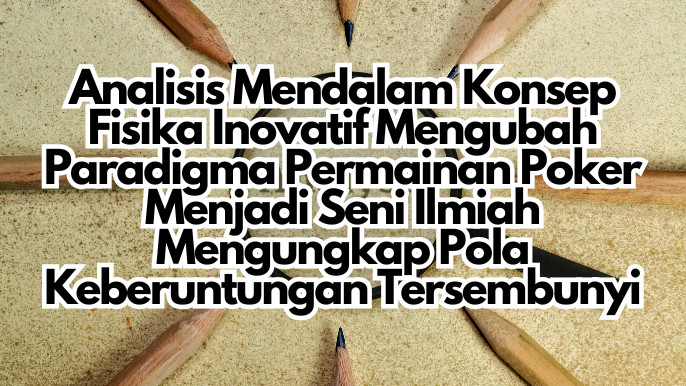 Analisis Mendalam Konsep
Fisika Inovatif Mengubah
Paradigma Permainan Poker
Menjadi Seni Ilmiah
Mengungkap Pola
Keberuntungan Tersembunyi